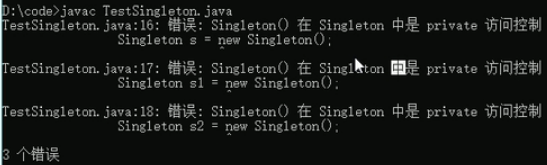 D:\code>javac TestSingleton.java
TestSingleton.java:16: 错误: Singleton() 在 Singleton 中是 private 访问控制
Singleton s = new Singleton();
^
TestSingleton.java:17: 错误: Singleton() 在 Singleton 中是 private 访问控制
Singleton s1 = new Singleton();
^
TestSingleton.java:18: 错误: Singleton() 在 Singleton 中是 private 访问控制
Singleton s2 = new Singleton();
^
3 个错误